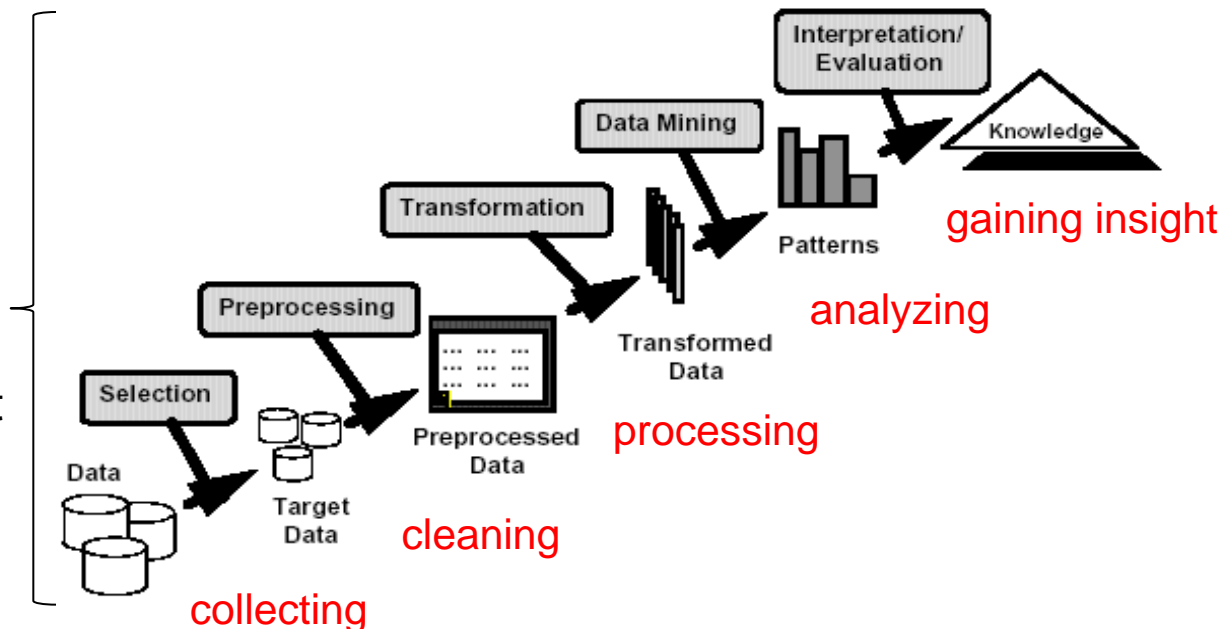 Interpretation/
Evaluation
Data Mining
Knowledge
Transformation
gaining insight
Patterns
Preprocessing
analyzing
... ... ...
... ... ...
... ... ...
Transformed
Data
Selection
Preprocessed
Data
processing
Data
Target
Data
cleaning
collecting